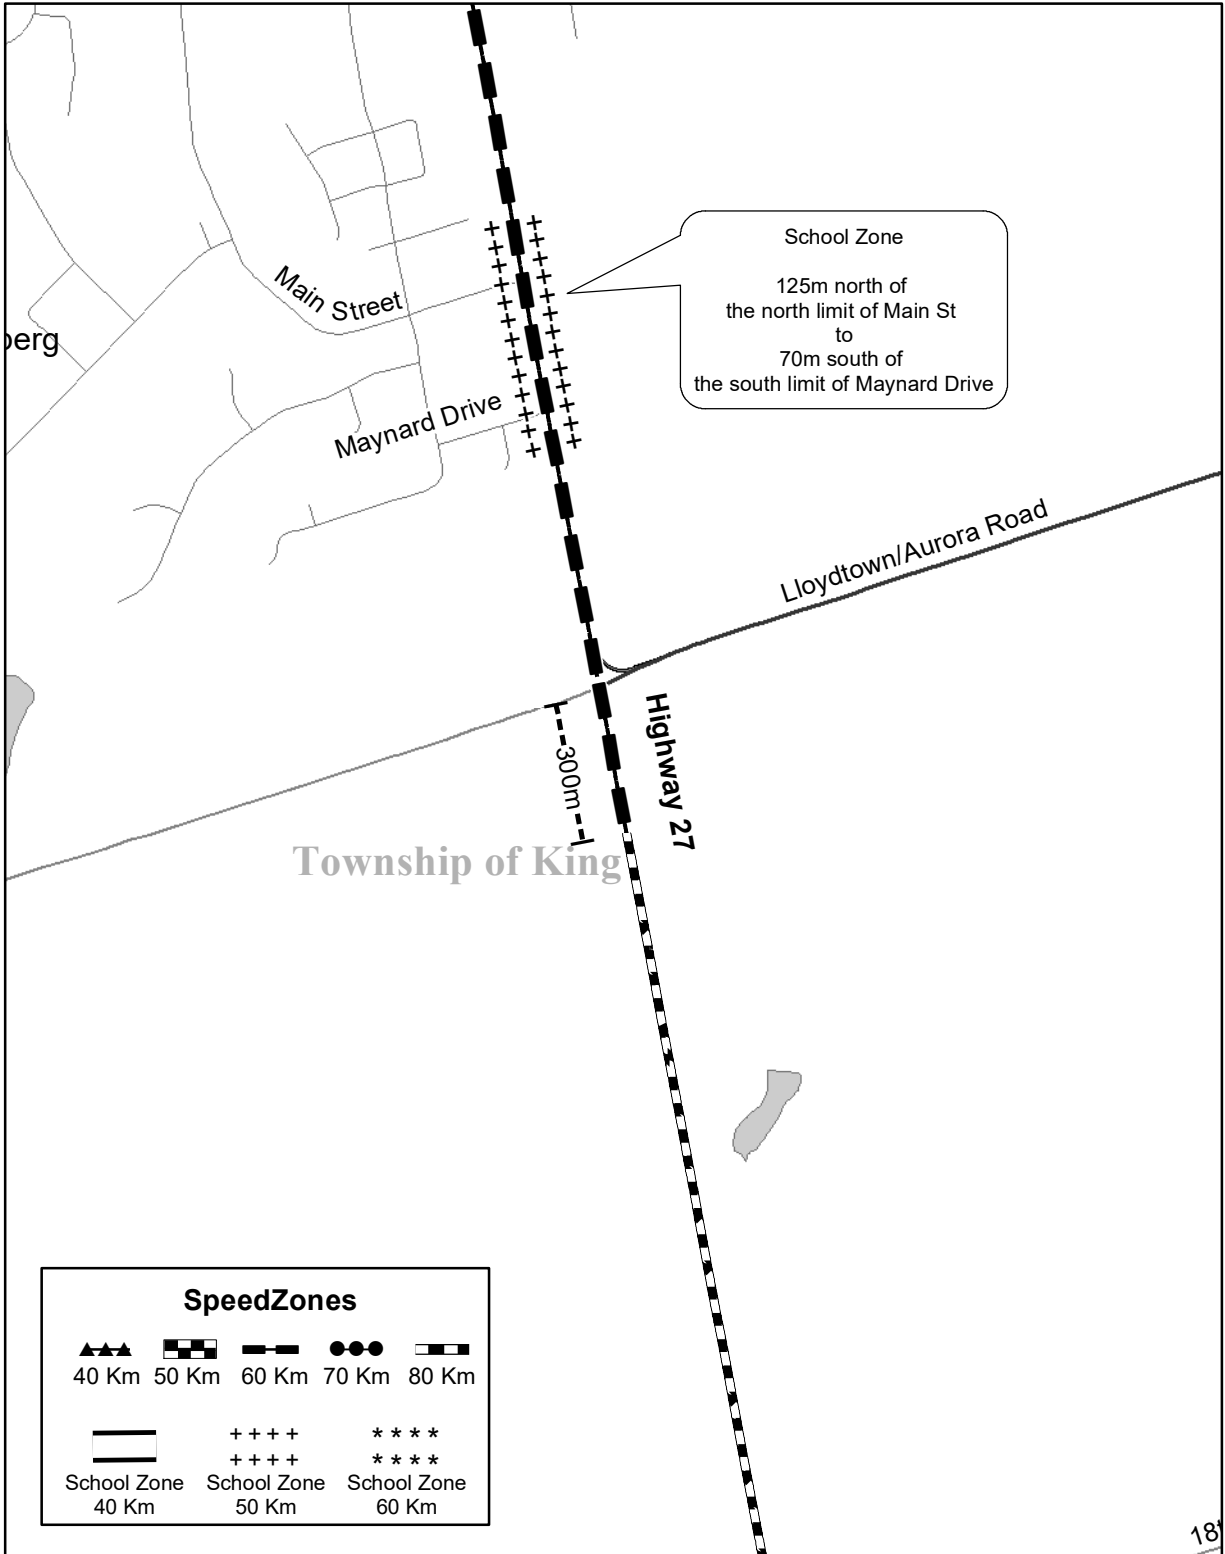 School Zone
125m north of
the north limit of Main St
to
70m south of
the south limit of Maynard Drive
Main Street
berg
Maynard Drive
Lloydtown/Aurora Road
Highway 27
300m
Township of King
SpeedZones
40 Km 50 Km 60 Km 70 Km 80 Km
School Zone School Zone School Zone
40 Km 50 Km 60 Km
18t